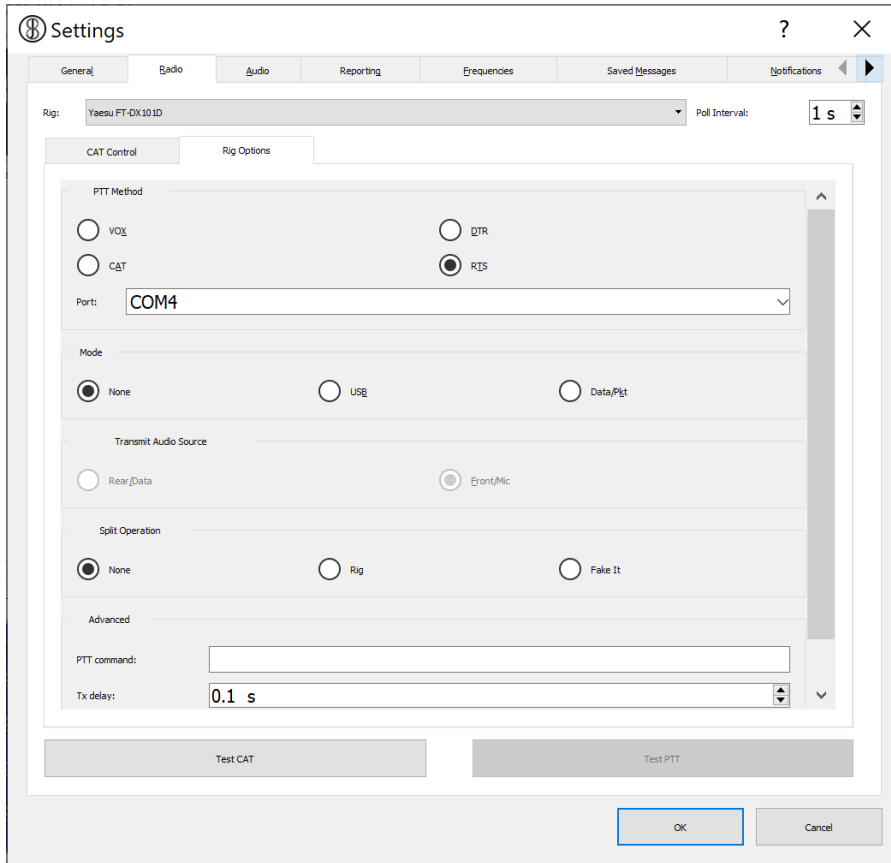 Settings
?
General Radio Audio Reporting Frequencies Saved Messages Notifications
Rig: Yaesu FT-DX101D Poll Interval: 1 s
CAT Control Rig Options
PTT Method
VOX DTR
CAT RTS
Port: COM4
Mode
None USB Data/Pkt
Transmit Audio Source
Rear/Data Front/Mic
Split Operation
None Rig Fake It
Advanced
PTT command:
Tx delay: 0.1 s
Test CAT Test PTT
OK Cancel